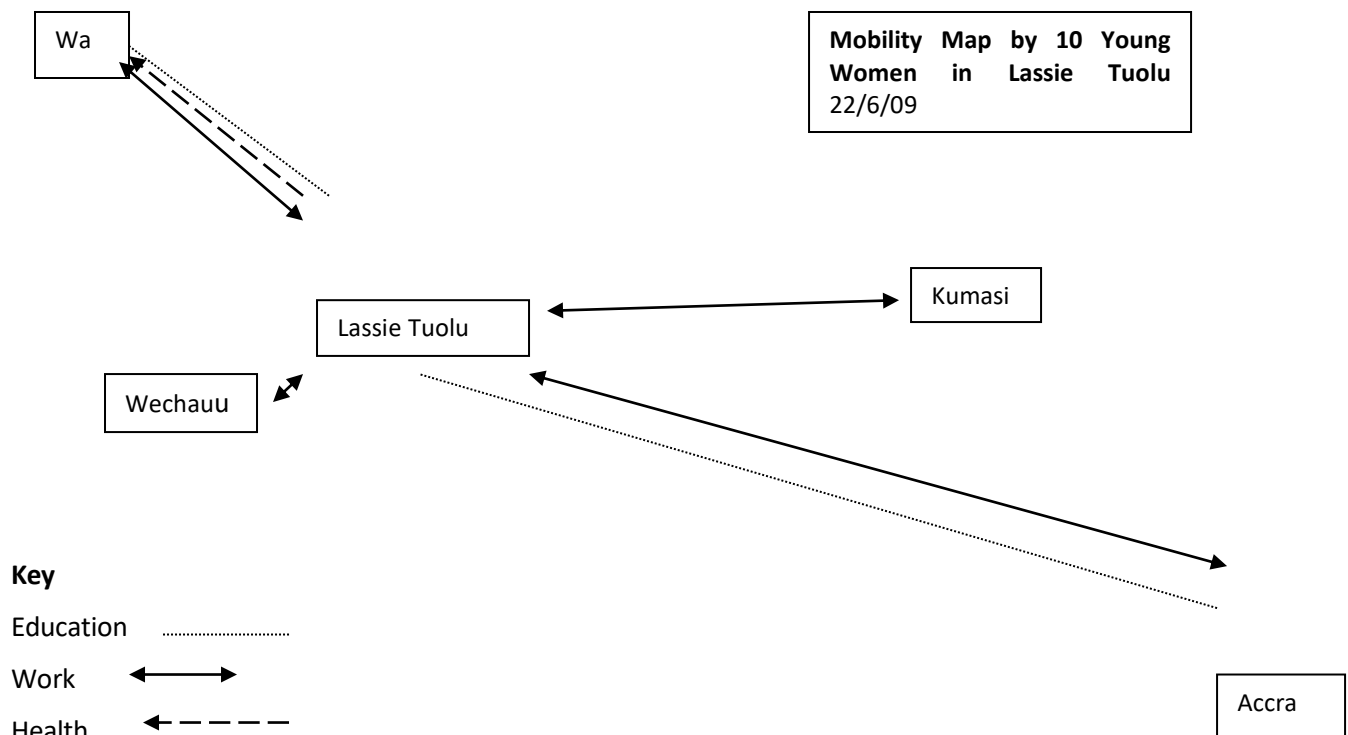 Wa
Mobility Map by 10 Young
Women in Lassie Tuolu
22/6/09
Kumasi
Lassie Tuolu
Wechauu
Key
Education
Work
Health
Accra